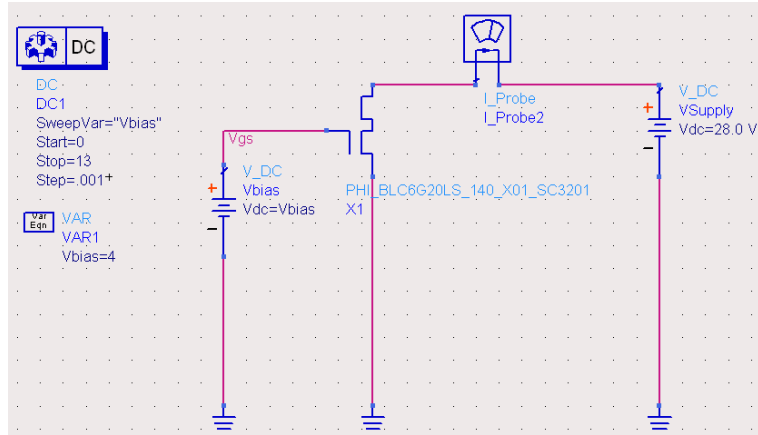 DC
DC
DC1
SweepVar="Vbias"
Start=0
Stop=13
Step=.001+
Var
Eqn
VAR
VAR1
Vbias=4
Vgs
+
V_DC
Vbias
Vdc=Vbias
-
PHI_BLC6G20LS_140_X01_SC3201
X1
I_Probe
I_Probe2
+
V_DC
VSupply
Vdc=28.0 V
-